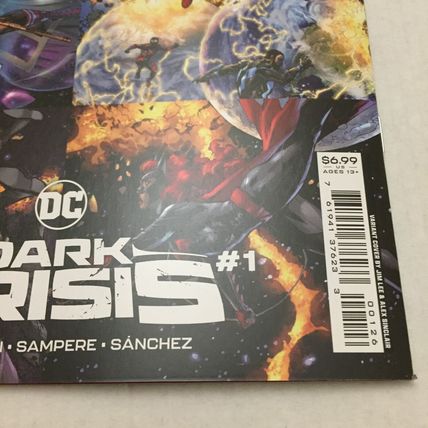 $6.99
US
AGES 13+
VARIANT COVER BY JIM LEE & ALEX SINCLAIR
7 61941 37623 3
00126
DC
DARK
RISIS #1
· SAMPERE · SÁNCHEZ